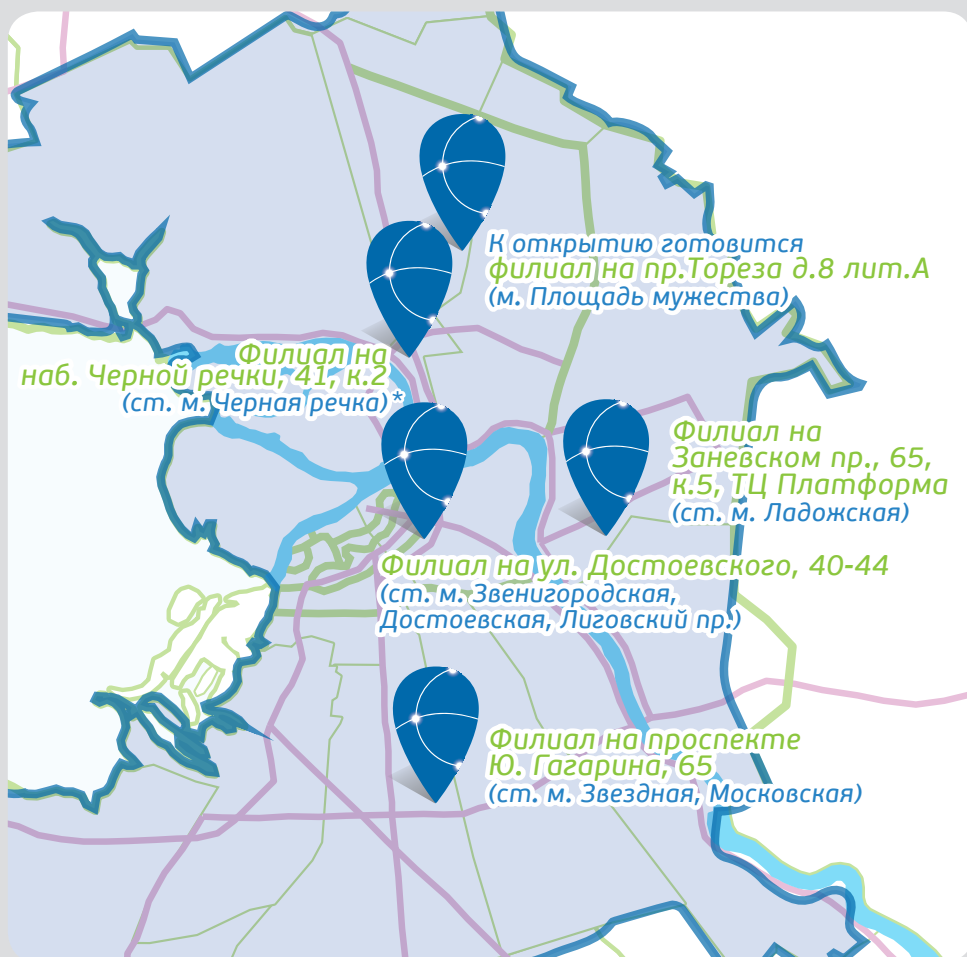 К открытию готовится
филиал на пр.Тореза д.8 лит.А
(м. Площадь мужества)
Филиал на
наб. Черной речки, 41, к.2
(ст. м. Черная речка)*
Филиал на
Заневском пр., 65,
к.5, ТЦ Платформа
(ст. м. Ладожская)
Филиал на ул. Достоевского, 40-44
(ст. м. Звенигородская,
Достоевская, Лиговский пр.)
Филиал на проспекте
Ю. Гагарина, 65
(ст. м. Звездная, Московская)